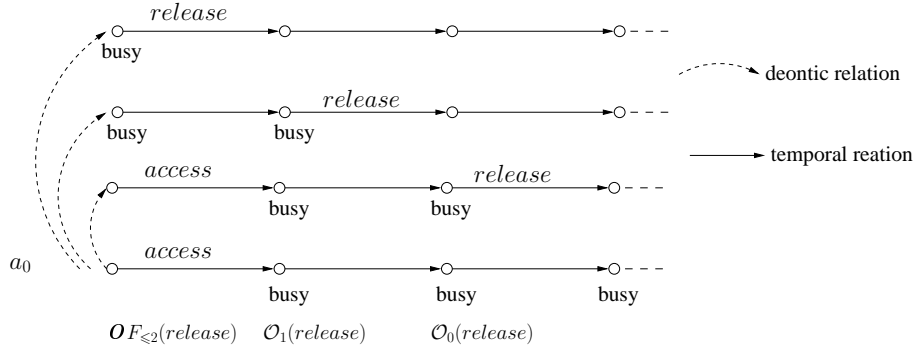 release
busy
deontic relation
release
busy busy
temporal reation
access release
busy busy
a₀ access
busy busy busy
OF⩽2(release) O₁(release) O₀(release)